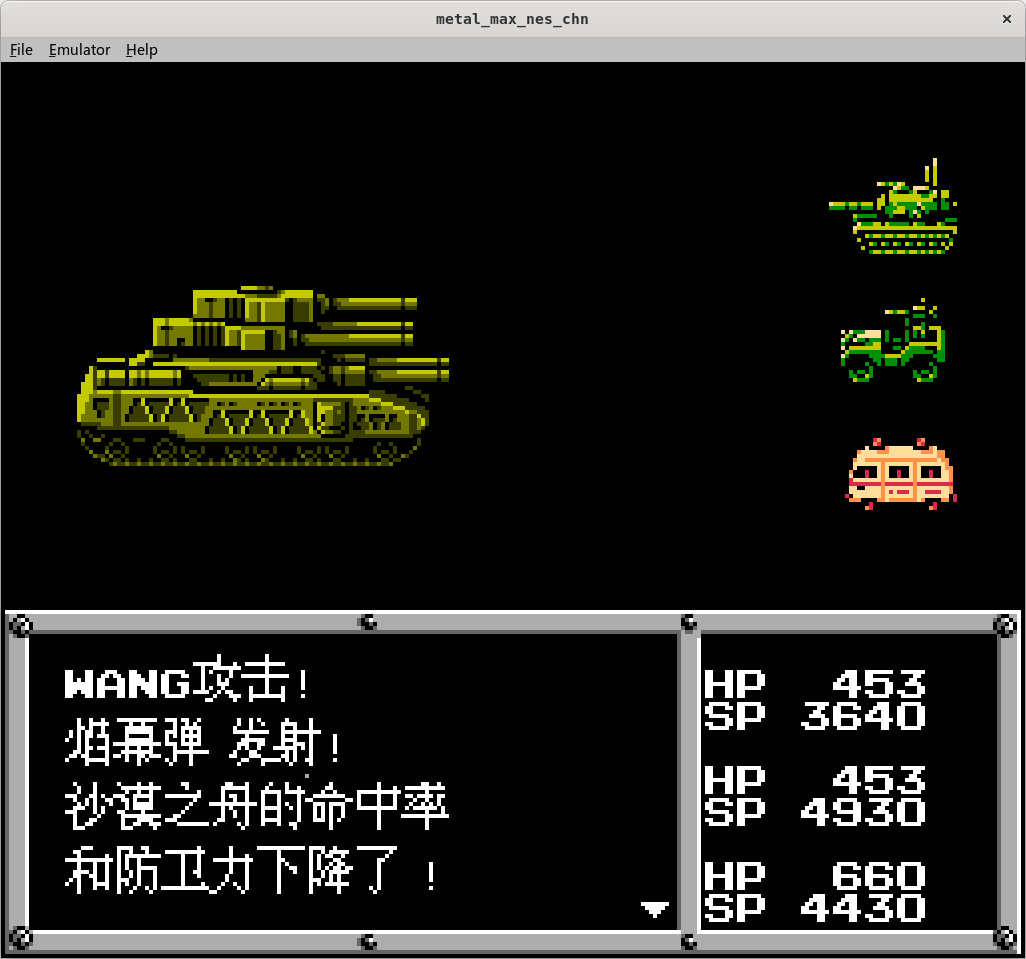 metal_max_nes_chn
File Emulator Help
WANG攻击!
焰幕弹 发射!
沙漠之舟的命中率
和防卫力下降了 !
HP 453
SP 3640
HP 453
SP 4930
HP 660
SP 4430